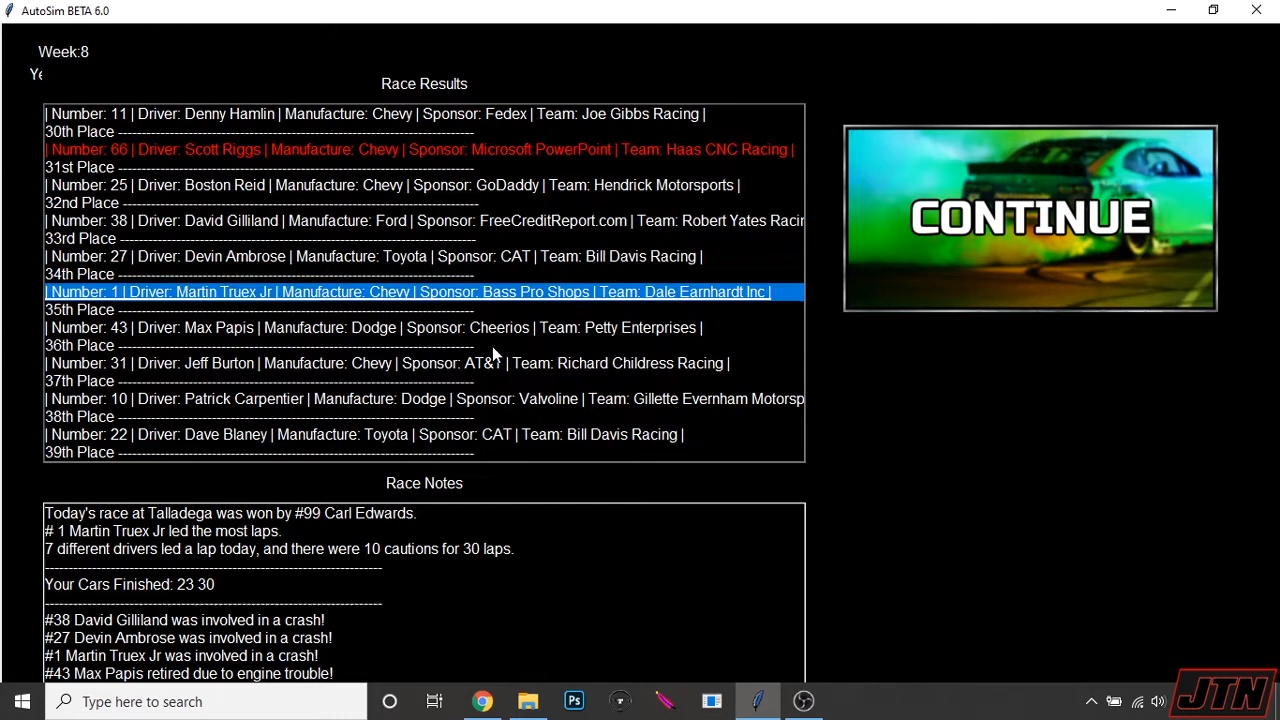 AutoSim BETA 6.0
Week:8
Ye
Race Results
| Number: 11 | Driver: Denny Hamlin | Manufacture: Chevy | Sponsor: Fedex | Team: Joe Gibbs Racing |
30th Place ----------------------------------------------------------------------------
| Number: 66 | Driver: Scott Riggs | Manufacture: Chevy | Sponsor: Microsoft PowerPoint | Team: Haas CNC Racing |
31st Place ----------------------------------------------------------------------------
| Number: 25 | Driver: Boston Reid | Manufacture: Chevy | Sponsor: GoDaddy | Team: Hendrick Motorsports |
32nd Place ----------------------------------------------------------------------------
| Number: 38 | Driver: David Gilliland | Manufacture: Ford | Sponsor: FreeCreditReport.com | Team: Robert Yates Racin
33rd Place ----------------------------------------------------------------------------
| Number: 27 | Driver: Devin Ambrose | Manufacture: Toyota | Sponsor: CAT | Team: Bill Davis Racing |
34th Place ----------------------------------------------------------------------------
| Number: 1 | Driver: Martin Truex Jr | Manufacture: Chevy | Sponsor: Bass Pro Shops | Team: Dale Earnhardt Inc |
35th Place ----------------------------------------------------------------------------
| Number: 43 | Driver: Max Papis | Manufacture: Dodge | Sponsor: Cheerios | Team: Petty Enterprises |
36th Place ----------------------------------------------------------------------------
| Number: 31 | Driver: Jeff Burton | Manufacture: Chevy | Sponsor: AT&T | Team: Richard Childress Racing |
37th Place ----------------------------------------------------------------------------
| Number: 10 | Driver: Patrick Carpentier | Manufacture: Dodge | Sponsor: Valvoline | Team: Gillette Evernham Motorsp
38th Place ----------------------------------------------------------------------------
| Number: 22 | Driver: Dave Blaney | Manufacture: Toyota | Sponsor: CAT | Team: Bill Davis Racing |
39th Place ----------------------------------------------------------------------------
CONTINUE
Race Notes
Today's race at Talladega was won by #99 Carl Edwards.
# 1 Martin Truex Jr led the most laps.
7 different drivers led a lap today, and there were 10 cautions for 30 laps.
------------------------------------------------------------------------
Your Cars Finished: 23 30
------------------------------------------------------------------------
#38 David Gilliland was involved in a crash!
#27 Devin Ambrose was involved in a crash!
#1 Martin Truex Jr was involved in a crash!
#43 Max Papis retired due to engine trouble!
Type here to search
Ps
JTN